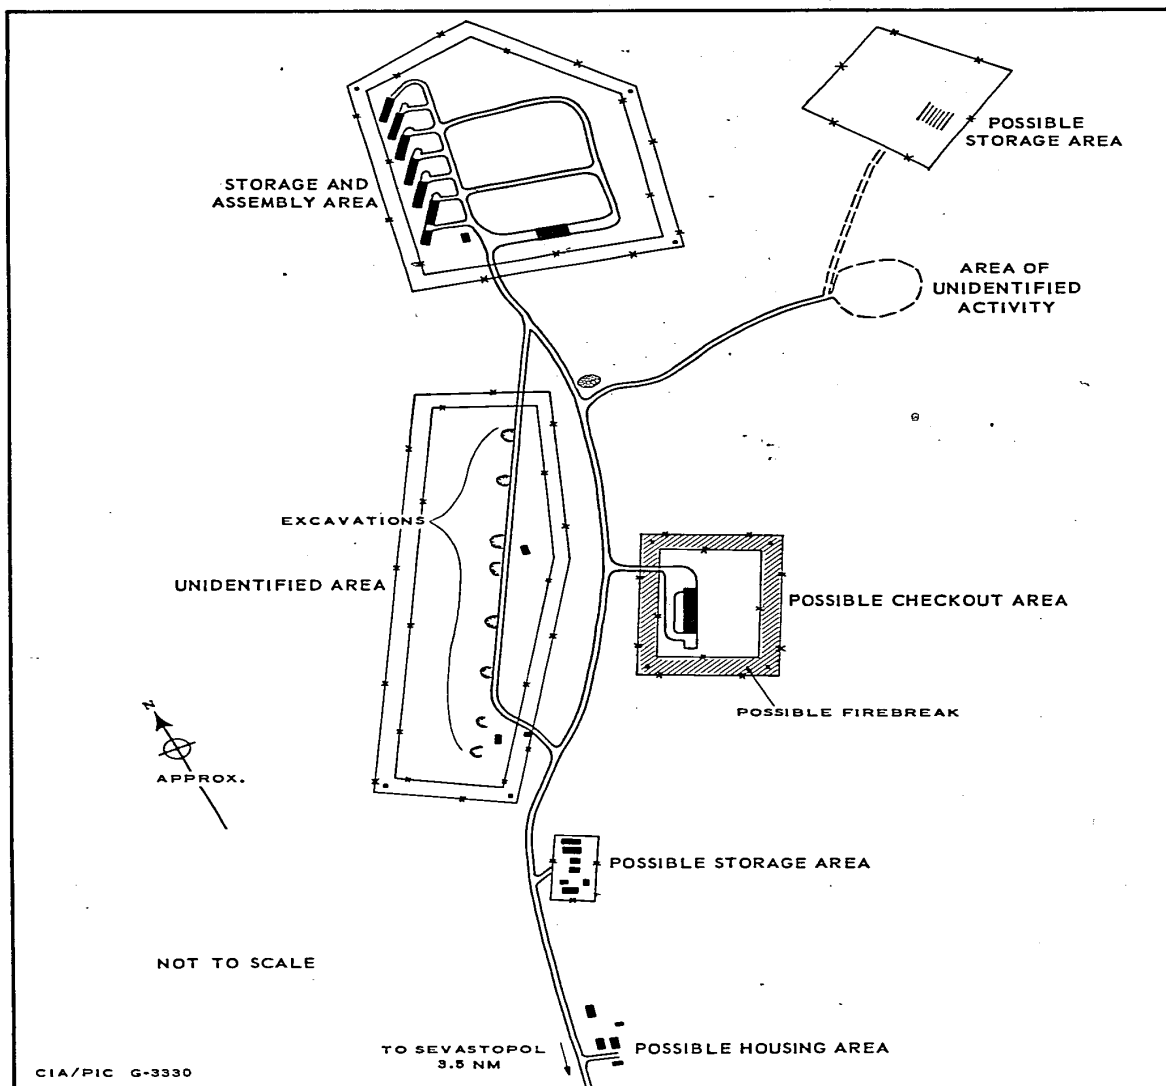 POSSIBLE
STORAGE AREA
STORAGE AND
ASSEMBLY AREA
AREA OF
UNIDENTIFIED
ACTIVITY
EXCAVATIONS
UNIDENTIFIED AREA
POSSIBLE CHECKOUT AREA
POSSIBLE FIREBREAK
N
APPROX.
POSSIBLE STORAGE AREA
NOT TO SCALE
TO SEVASTOPOL
3.5 NM
POSSIBLE HOUSING AREA
CIA/PIC G-3330